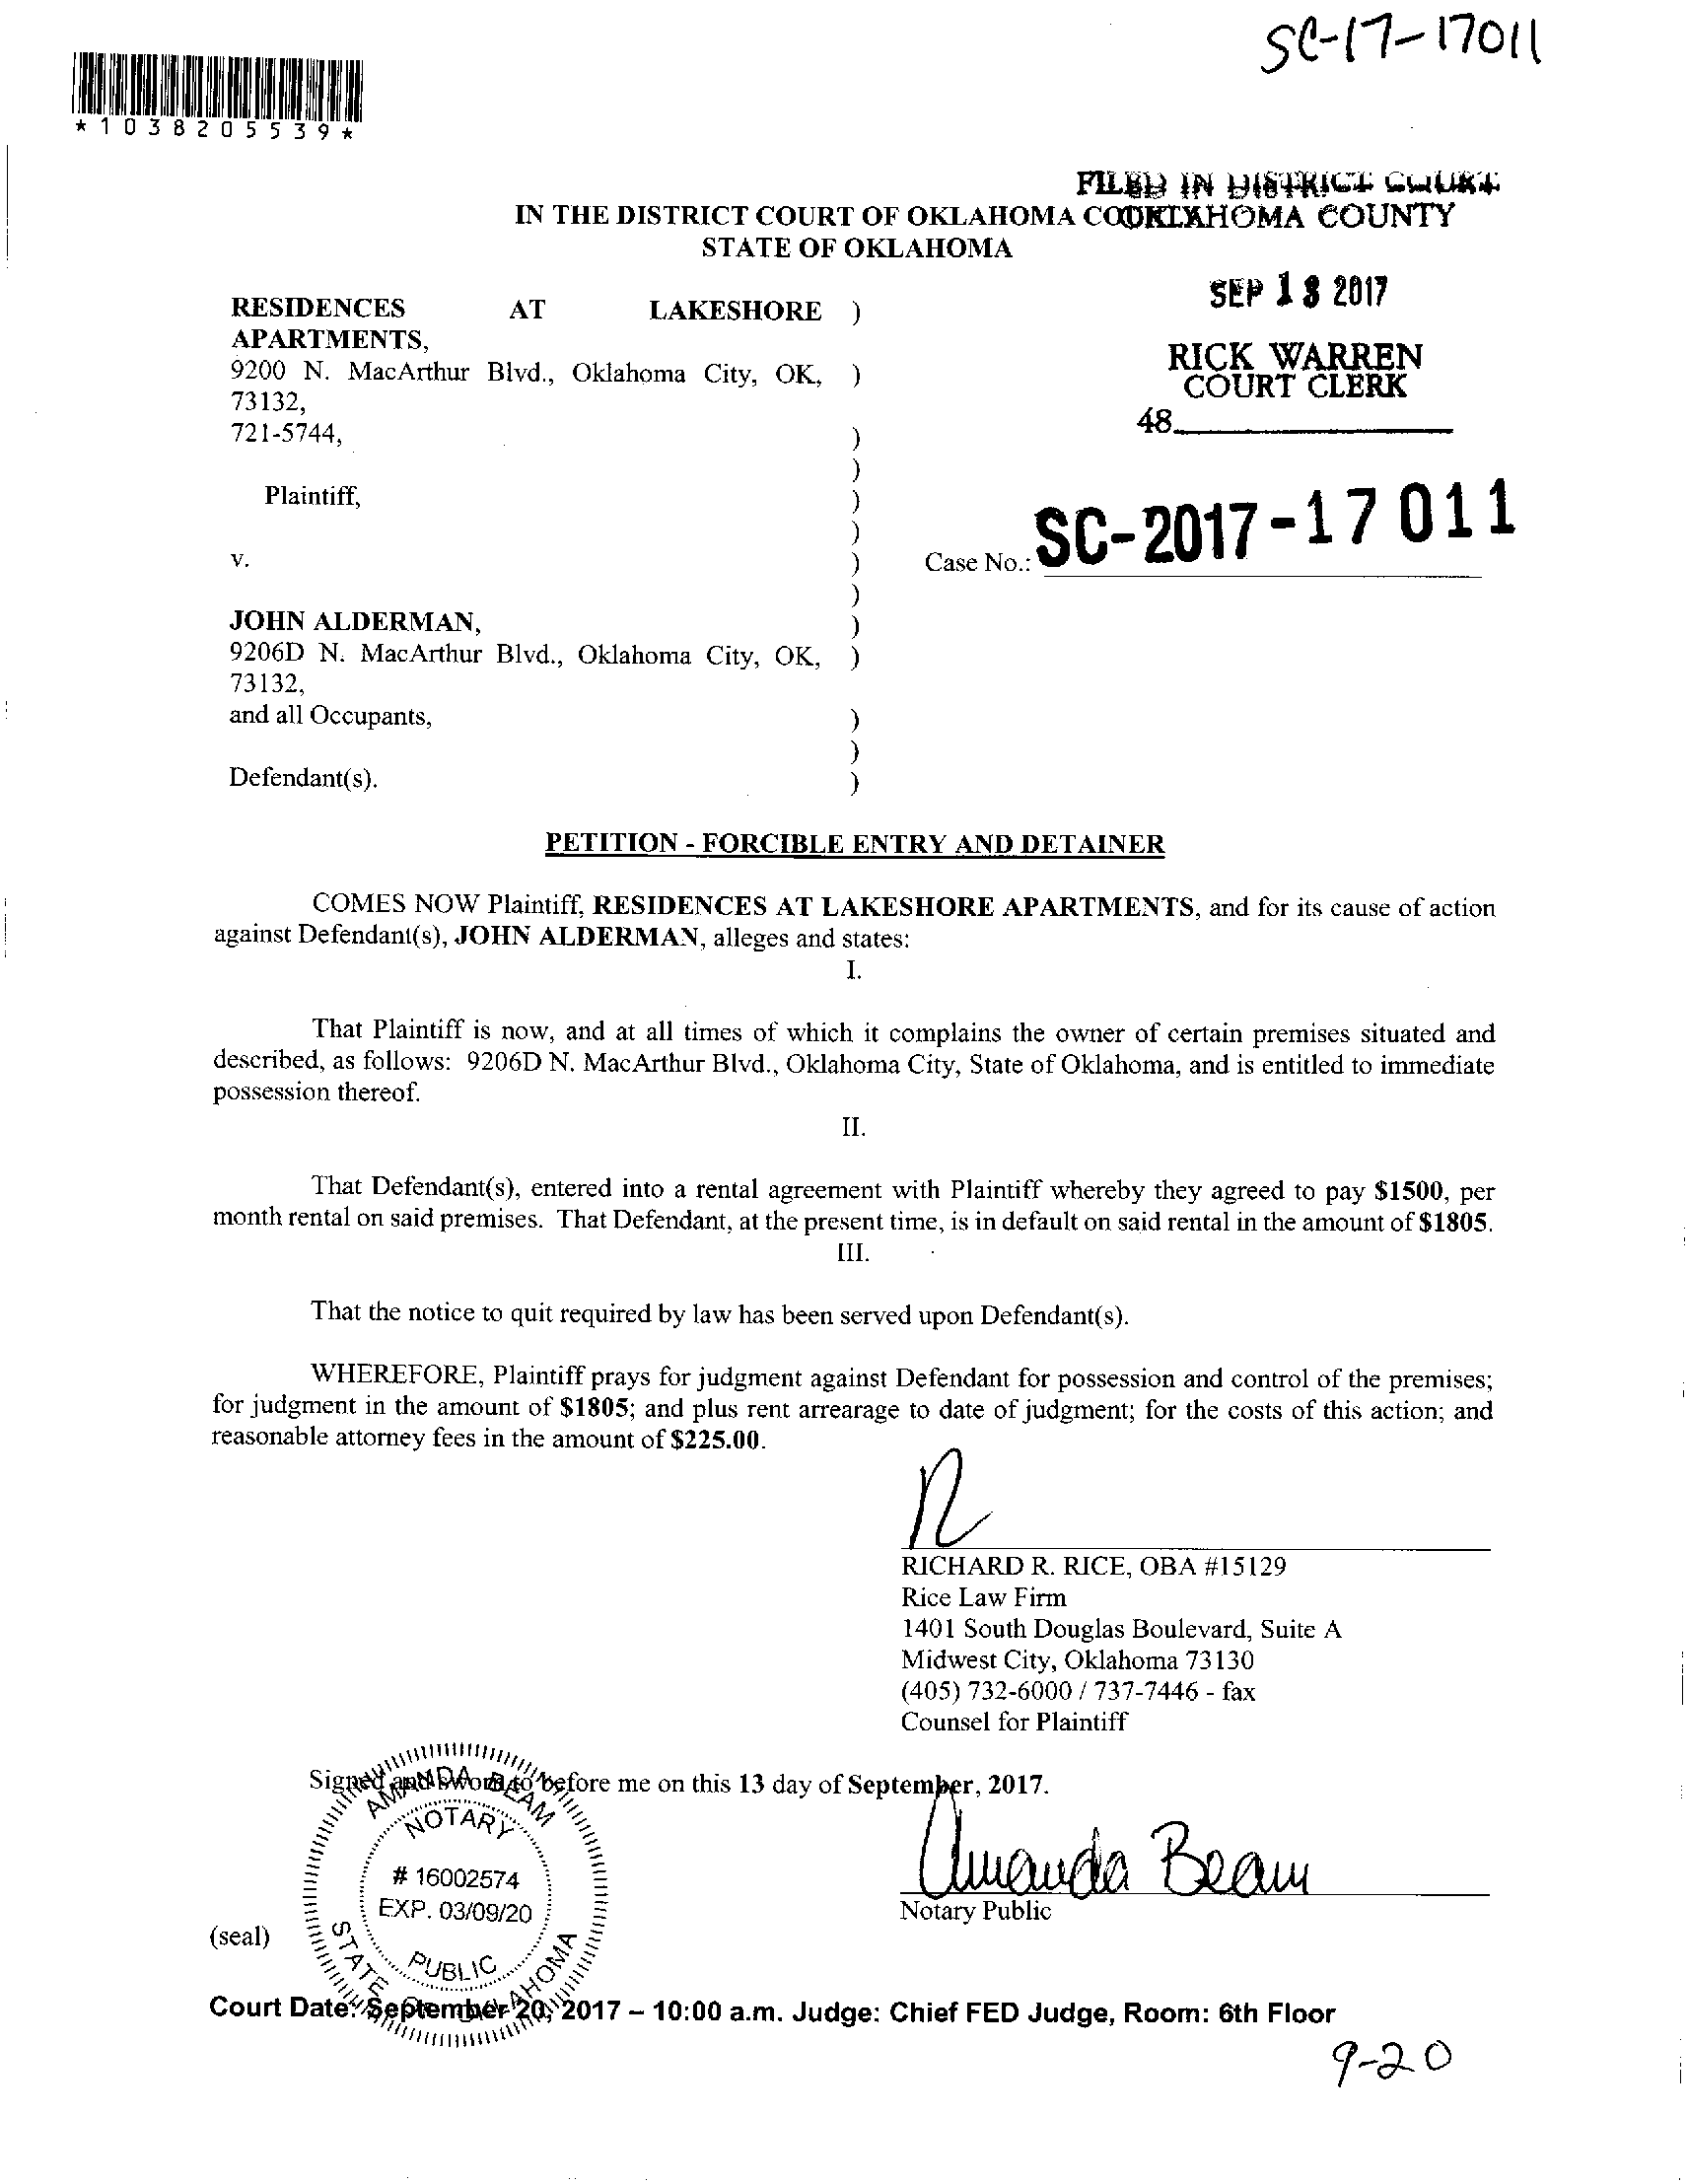 SC-17-17011
*1038205539*
FILED IN DISTRICT COURT
IN THE DISTRICT COURT OF OKLAHOMA COUNTY
OKLAHOMA COUNTY
STATE OF OKLAHOMA
SEP 13 2017
RICK WARREN
COURT CLERK
48
RESIDENCES AT LAKESHORE )
APARTMENTS,
9200 N. MacArthur Blvd., Oklahoma City, OK, )
73132,
721-5744, )
)
Plaintiff, )
)
v. )
Case No.: SC-2017-17011
)
JOHN ALDERMAN, )
9206D N. MacArthur Blvd., Oklahoma City, OK, )
73132,
and all Occupants, )
)
Defendant(s). )
PETITION - FORCIBLE ENTRY AND DETAINER
COMES NOW Plaintiff, RESIDENCES AT LAKESHORE APARTMENTS, and for its cause of action
against Defendant(s), JOHN ALDERMAN, alleges and states:
I.
That Plaintiff is now, and at all times of which it complains the owner of certain premises situated and
described, as follows: 9206D N. MacArthur Blvd., Oklahoma City, State of Oklahoma, and is entitled to immediate
possession thereof.
II.
That Defendant(s), entered into a rental agreement with Plaintiff whereby they agreed to pay $1500, per
month rental on said premises. That Defendant, at the present time, is in default on said rental in the amount of $1805.
III.
That the notice to quit required by law has been served upon Defendant(s).
WHEREFORE, Plaintiff prays for judgment against Defendant for possession and control of the premises;
for judgment in the amount of $1805; and plus rent arrearage to date of judgment; for the costs of this action; and
reasonable attorney fees in the amount of $225.00.
RICHARD R. RICE, OBA #15129
Rice Law Firm
1401 South Douglas Boulevard, Suite A
Midwest City, Oklahoma 73130
(405) 732-6000 / 737-7446 - fax
Counsel for Plaintiff
Signed and sworn to before me on this 13 day of September, 2017.
AMANDA BEAM
NOTARY
# 16002574
EXP. 03/09/20
PUBLIC
STATE OF OKLAHOMA
Amanda Beam
Notary Public
(seal)
Court Date: September 20, 2017 – 10:00 a.m. Judge: Chief FED Judge, Room: 6th Floor
9-20